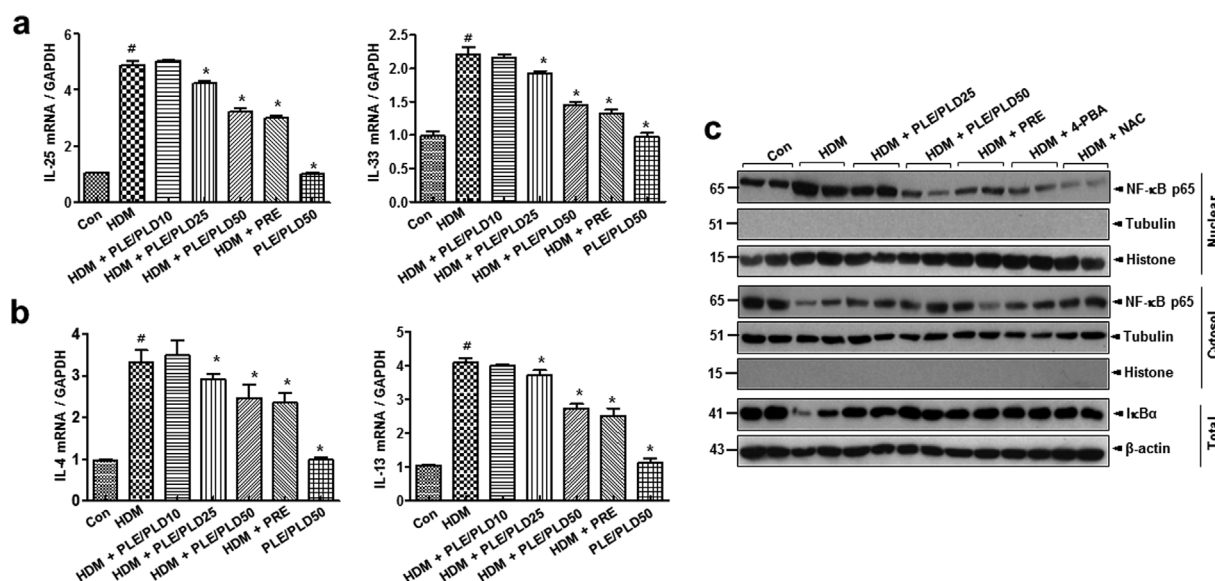 a
IL-25 mRNA / GAPDH
6
4
2
0
#
*
*
*
*
Con
HDM
HDM + PLE/PLD10
HDM + PLE/PLD25
HDM + PLE/PLD50
HDM + PRE
PLE/PLD50
IL-33 mRNA / GAPDH
2.5
2.0
1.5
1.0
0.5
0.0
#
*
*
*
*
Con
HDM
HDM + PLE/PLD10
HDM + PLE/PLD25
HDM + PLE/PLD50
HDM + PRE
PLE/PLD50
b
IL-4 mRNA / GAPDH
4
3
2
1
0
#
*
*
*
*
Con
HDM
HDM + PLE/PLD10
HDM + PLE/PLD25
HDM + PLE/PLD50
HDM + PRE
PLE/PLD50
IL-13 mRNA / GAPDH
5
4
3
2
1
0
#
*
*
*
*
Con
HDM
HDM + PLE/PLD10
HDM + PLE/PLD25
HDM + PLE/PLD50
HDM + PRE
PLE/PLD50
c
Con
HDM
HDM + PLE/PLD25
HDM + PLE/PLD50
HDM + PRE
HDM + 4-PBA
HDM + NAC
65 NF-κB p65
51 Tubulin
15 Histone
Nuclear
65 NF-κB p65
51 Tubulin
15 Histone
Cytosol
41 IκBα
43 β-actin
Total